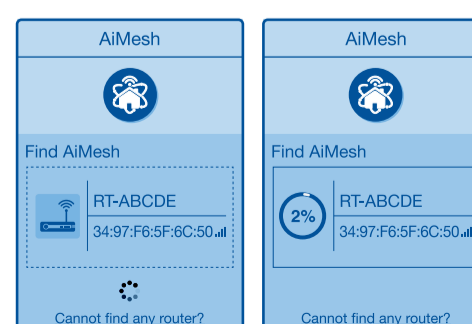 AiMesh
Find AiMesh
RT-ABCDE
34:97:F6:5F:6C:50
Cannot find any router?
AiMesh
Find AiMesh
2%
RT-ABCDE
34:97:F6:5F:6C:50
Cannot find any router?